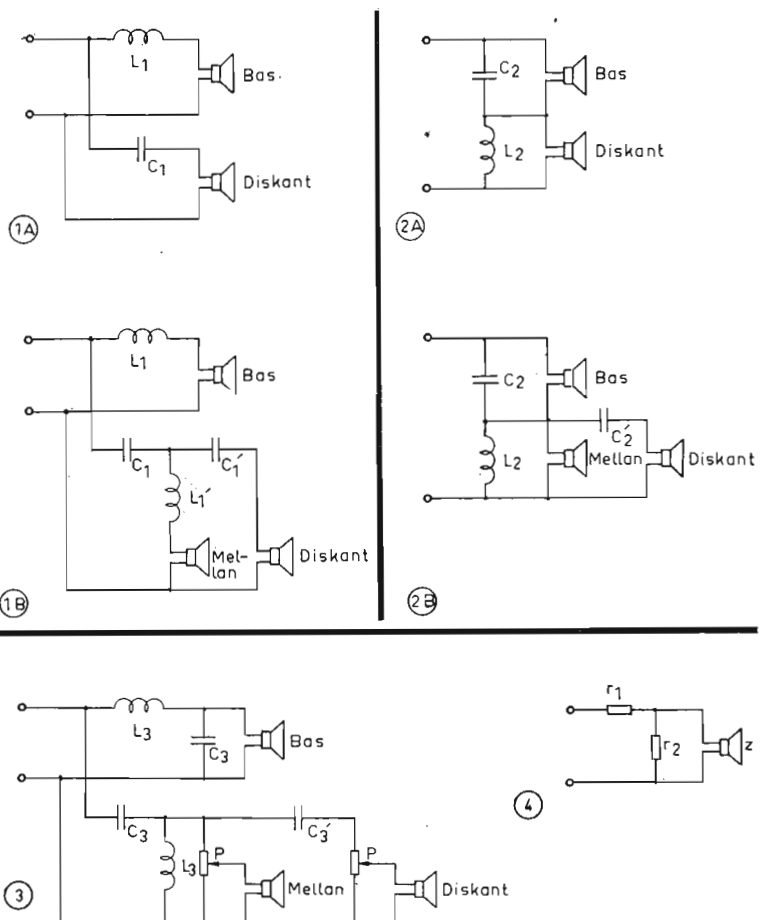 L1
Bas.
C1
Diskant
1A
C2
Bas
L2
Diskant
2A
L1
Bas
C1
C1´
L1´
Mel-
lan
Diskant
1B
C2
Bas
C2´
L2
Mellan
Diskant
2B
L3
C3
Bas
C3
C3´
L3
P
P
Mellan
Diskant
3
r1
r2
z
4